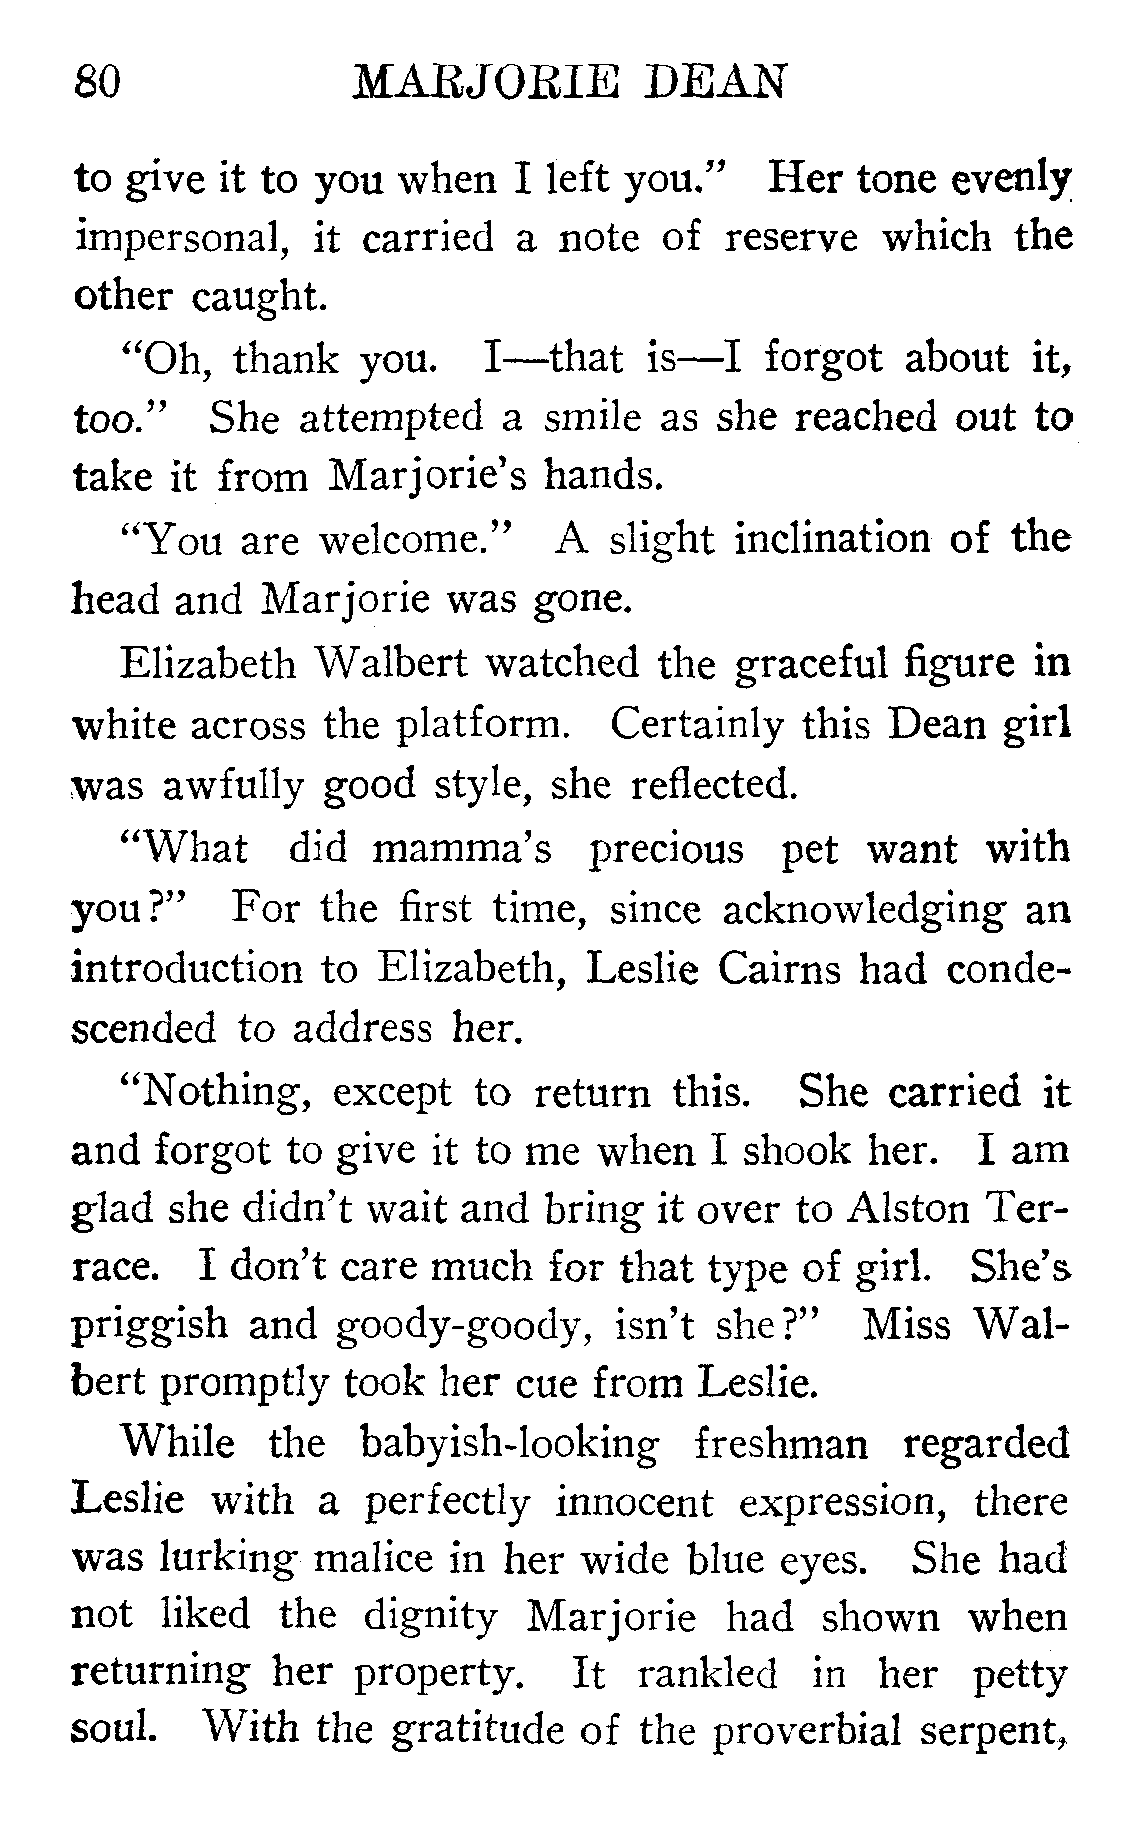 80 MARJORIE DEAN
to give it to you when I left you.” Her tone evenly
impersonal, it carried a note of reserve which the
other caught.
“Oh, thank you. I—that is—I forgot about it,
too.” She attempted a smile as she reached out to
take it from Marjorie’s hands.
“You are welcome.” A slight inclination of the
head and Marjorie was gone.
Elizabeth Walbert watched the graceful figure in
white across the platform. Certainly this Dean girl
was awfully good style, she reflected.
“What did mamma’s precious pet want with
you?” For the first time, since acknowledging an
introduction to Elizabeth, Leslie Cairns had conde-
scended to address her.
“Nothing, except to return this. She carried it
and forgot to give it to me when I shook her. I am
glad she didn’t wait and bring it over to Alston Ter-
race. I don’t care much for that type of girl. She’s
priggish and goody-goody, isn’t she?” Miss Wal-
bert promptly took her cue from Leslie.
While the babyish-looking freshman regarded
Leslie with a perfectly innocent expression, there
was lurking malice in her wide blue eyes. She had
not liked the dignity Marjorie had shown when
returning her property. It rankled in her petty
soul. With the gratitude of the proverbial serpent,